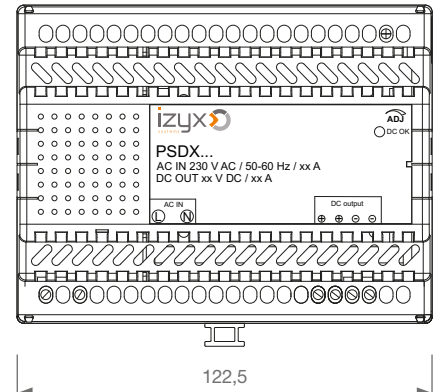 izyx
systems
ADJ
DC OK
PSDX...
AC IN 230 V AC / 50-60 Hz / xx A
DC OUT xx V DC / xx A
AC IN
L N
DC output
+ + - -
122,5